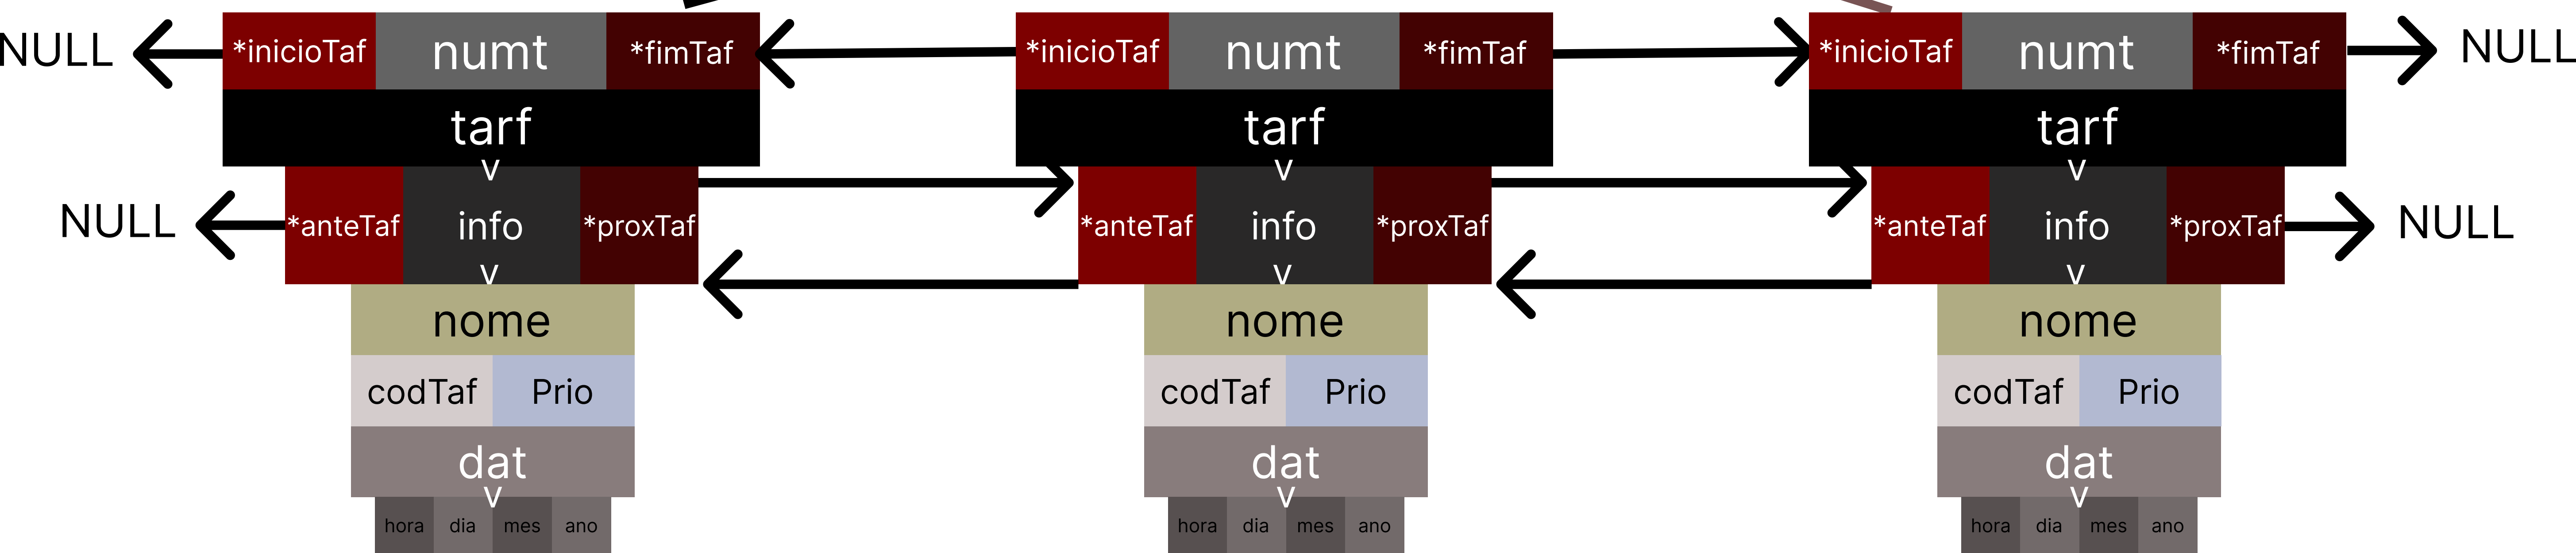 NULL *inicioTaf numt *fimTaf *inicioTaf numt *fimTaf *inicioTaf numt *fimTaf NULL
tarf tarf tarf
v v v
NULL *anteTaf info *proxTaf *anteTaf info *proxTaf *anteTaf info *proxTaf NULL
v v v
nome nome nome
codTaf Prio codTaf Prio codTaf Prio
dat dat dat
v v v
hora dia mes ano hora dia mes ano hora dia mes ano